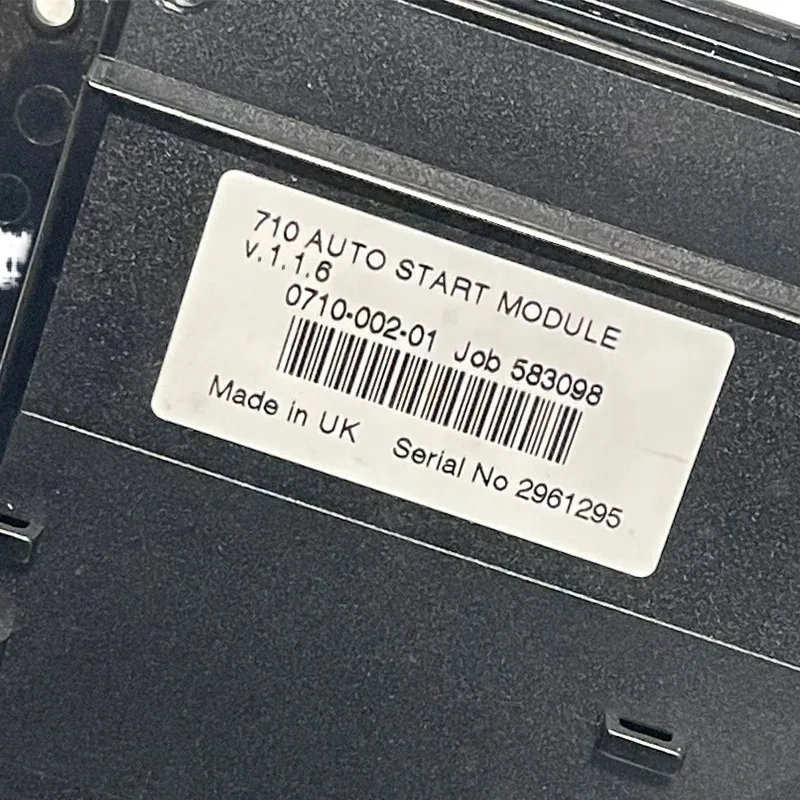 710 AUTO START MODULE
v.1.1.6
0710-002-01 Job 583098
Made in UK Serial No 2961295